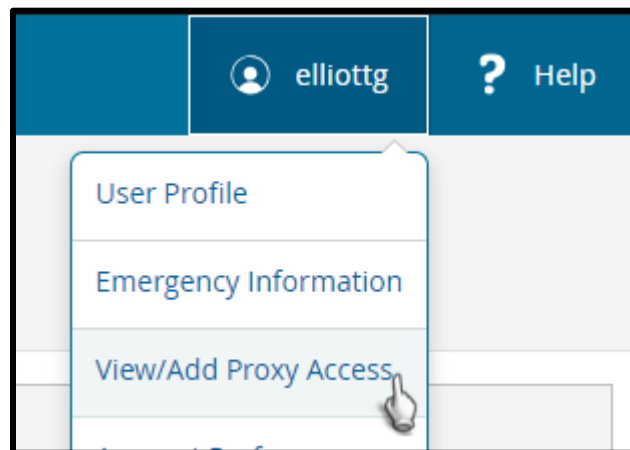 elliottg
? Help
User Profile
Emergency Information
View/Add Proxy Access